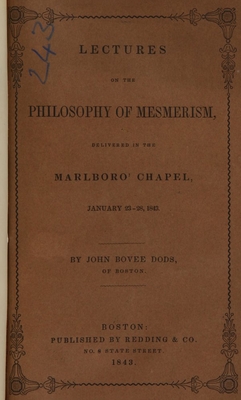 243
LECTURES
ON THE
PHILOSOPHY OF MESMERISM,
DELIVERED IN THE
MARLBORO' CHAPEL,
JANUARY 23–28, 1843.
BY JOHN BOVEE DODS,
OF BOSTON.
BOSTON:
PUBLISHED BY REDDING & CO.
NO. 8 STATE STREET.
1843.